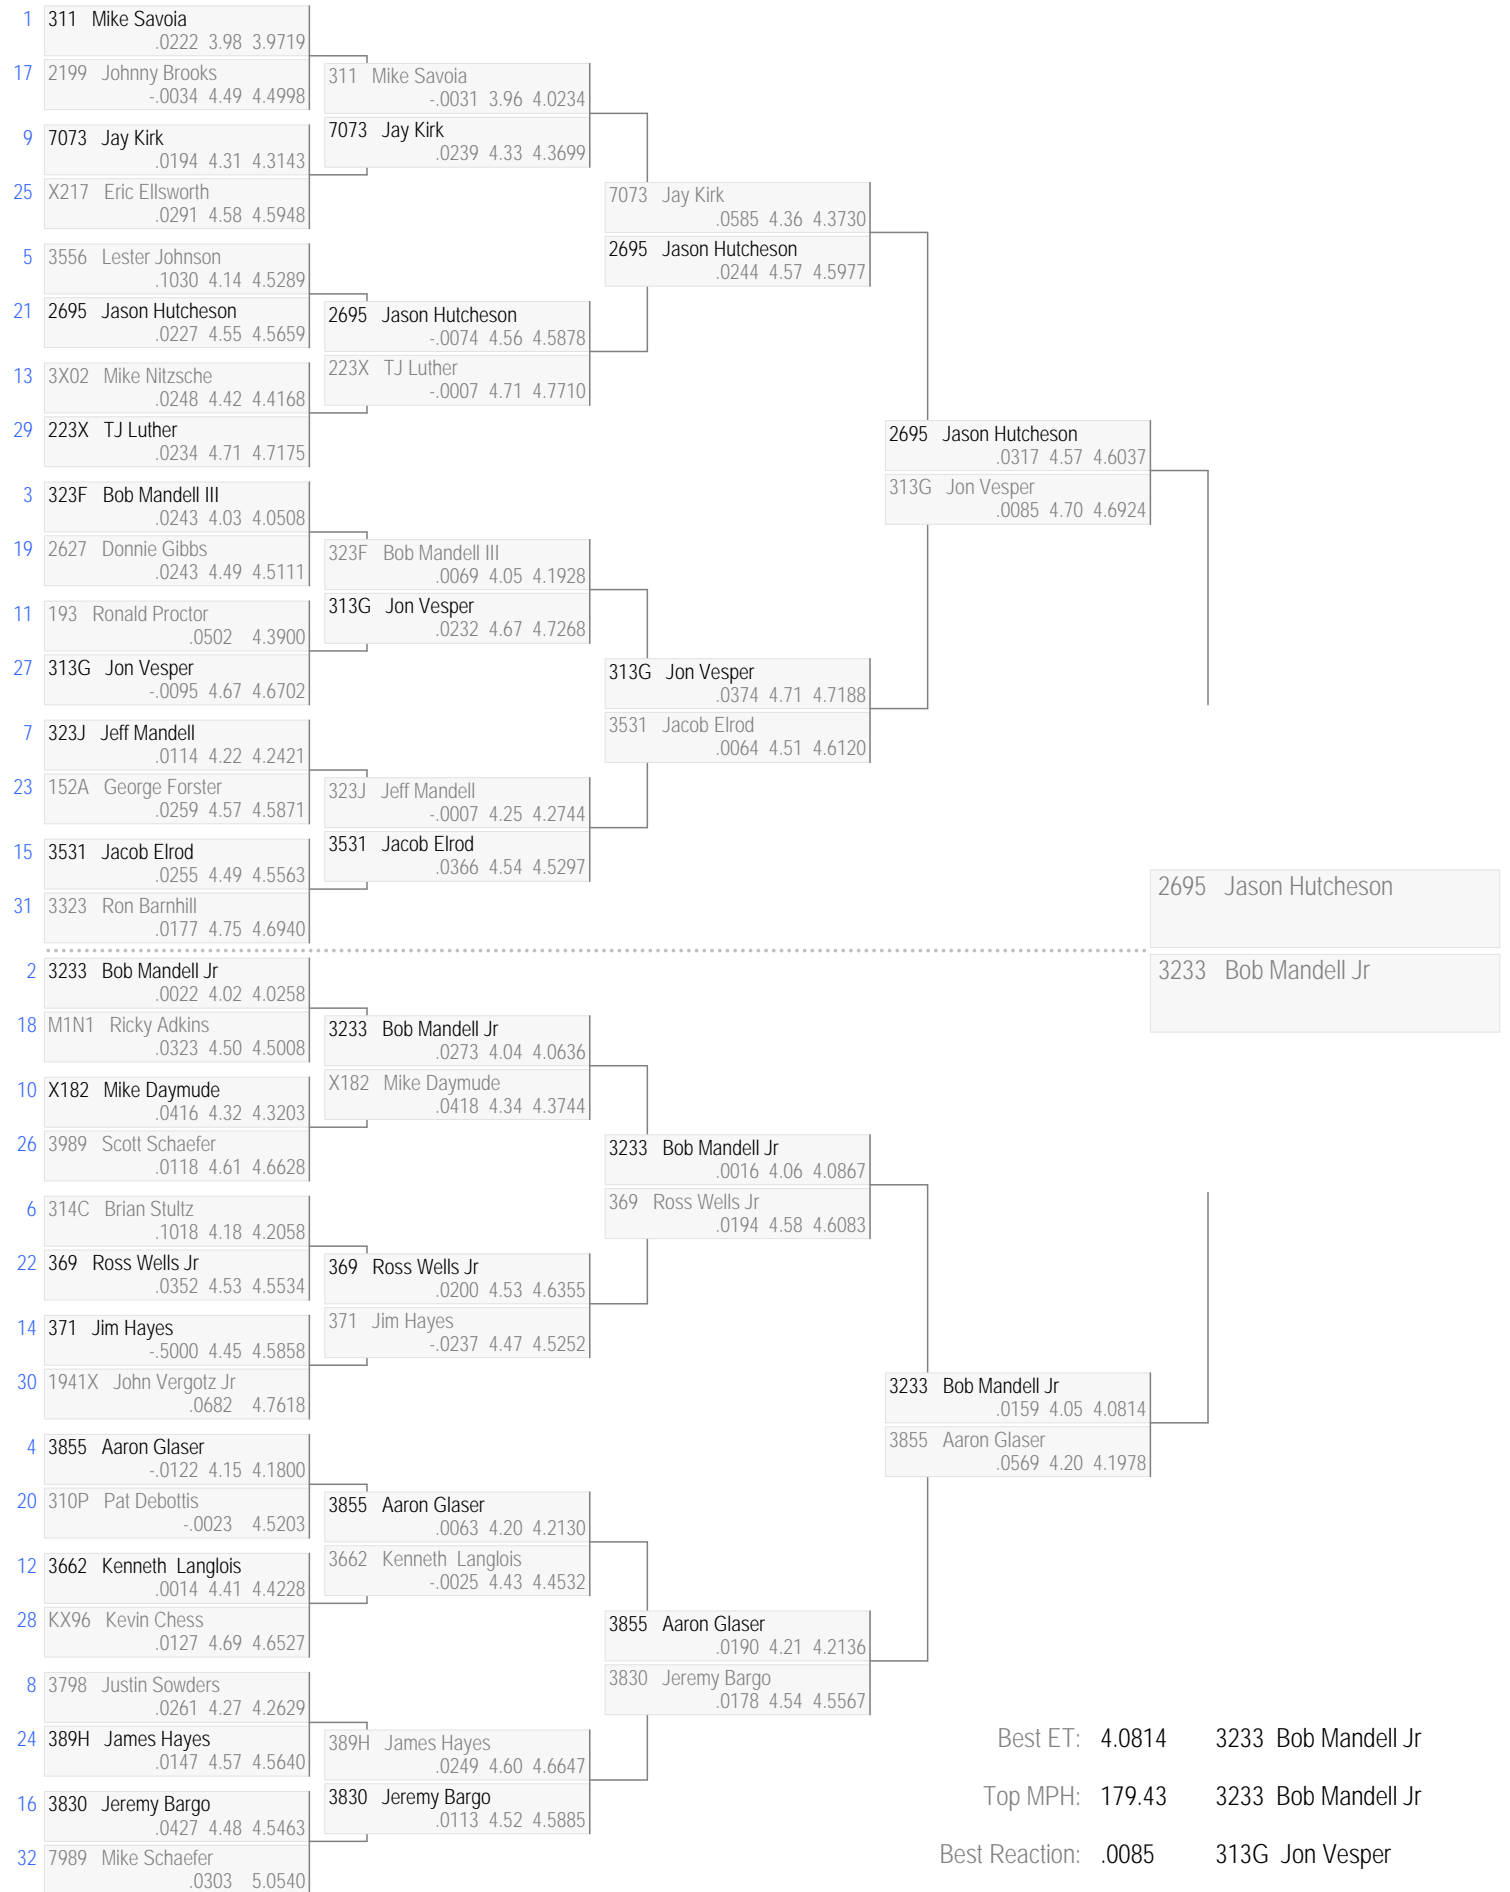 1 311 Mike Savoia
.0222 3.98 3.9719
17 2199 Johnny Brooks
-.0034 4.49 4.4998
9 7073 Jay Kirk
.0194 4.31 4.3143
25 X217 Eric Ellsworth
.0291 4.58 4.5948
5 3556 Lester Johnson
.1030 4.14 4.5289
21 2695 Jason Hutcheson
.0227 4.55 4.5659
13 3X02 Mike Nitzsche
.0248 4.42 4.4168
29 223X TJ Luther
.0234 4.71 4.7175
3 323F Bob Mandell III
.0243 4.03 4.0508
19 2627 Donnie Gibbs
.0243 4.49 4.5111
11 193 Ronald Proctor
.0502 4.3900
27 313G Jon Vesper
-.0095 4.67 4.6702
7 323J Jeff Mandell
.0114 4.22 4.2421
23 152A George Forster
.0259 4.57 4.5871
15 3531 Jacob Elrod
.0255 4.49 4.5563
31 3323 Ron Barnhill
.0177 4.75 4.6940
2 3233 Bob Mandell Jr
.0022 4.02 4.0258
18 M1N1 Ricky Adkins
.0323 4.50 4.5008
10 X182 Mike Daymude
.0416 4.32 4.3203
26 3989 Scott Schaefer
.0118 4.61 4.6628
6 314C Brian Stultz
.1018 4.18 4.2058
22 369 Ross Wells Jr
.0352 4.53 4.5534
14 371 Jim Hayes
-.5000 4.45 4.5858
30 1941X John Vergotz Jr
.0682 4.7618
4 3855 Aaron Glaser
-.0122 4.15 4.1800
20 310P Pat Debottis
-.0023 4.5203
12 3662 Kenneth Langlois
.0014 4.41 4.4228
28 KX96 Kevin Chess
.0127 4.69 4.6527
8 3798 Justin Sowders
.0261 4.27 4.2629
24 389H James Hayes
.0147 4.57 4.5640
16 3830 Jeremy Bargo
.0427 4.48 4.5463
32 7989 Mike Schaefer
.0303 5.0540
311 Mike Savoia
-.0031 3.96 4.0234
7073 Jay Kirk
.0239 4.33 4.3699
2695 Jason Hutcheson
-.0074 4.56 4.5878
223X TJ Luther
-.0007 4.71 4.7710
323F Bob Mandell III
.0069 4.05 4.1928
313G Jon Vesper
.0232 4.67 4.7268
323J Jeff Mandell
-.0007 4.25 4.2744
3531 Jacob Elrod
.0366 4.54 4.5297
3233 Bob Mandell Jr
.0273 4.04 4.0636
X182 Mike Daymude
.0418 4.34 4.3744
369 Ross Wells Jr
.0200 4.53 4.6355
371 Jim Hayes
-.0237 4.47 4.5252
3855 Aaron Glaser
.0063 4.20 4.2130
3662 Kenneth Langlois
-.0025 4.43 4.4532
389H James Hayes
.0249 4.60 4.6647
3830 Jeremy Bargo
.0113 4.52 4.5885
7073 Jay Kirk
.0585 4.36 4.3730
2695 Jason Hutcheson
.0244 4.57 4.5977
313G Jon Vesper
.0374 4.71 4.7188
3531 Jacob Elrod
.0064 4.51 4.6120
3233 Bob Mandell Jr
.0016 4.06 4.0867
369 Ross Wells Jr
.0194 4.58 4.6083
3855 Aaron Glaser
.0190 4.21 4.2136
3830 Jeremy Bargo
.0178 4.54 4.5567
2695 Jason Hutcheson
.0317 4.57 4.6037
313G Jon Vesper
.0085 4.70 4.6924
3233 Bob Mandell Jr
.0159 4.05 4.0814
3855 Aaron Glaser
.0569 4.20 4.1978
2695 Jason Hutcheson
3233 Bob Mandell Jr
Best ET: 4.0814 3233 Bob Mandell Jr
Top MPH: 179.43 3233 Bob Mandell Jr
Best Reaction: .0085 313G Jon Vesper